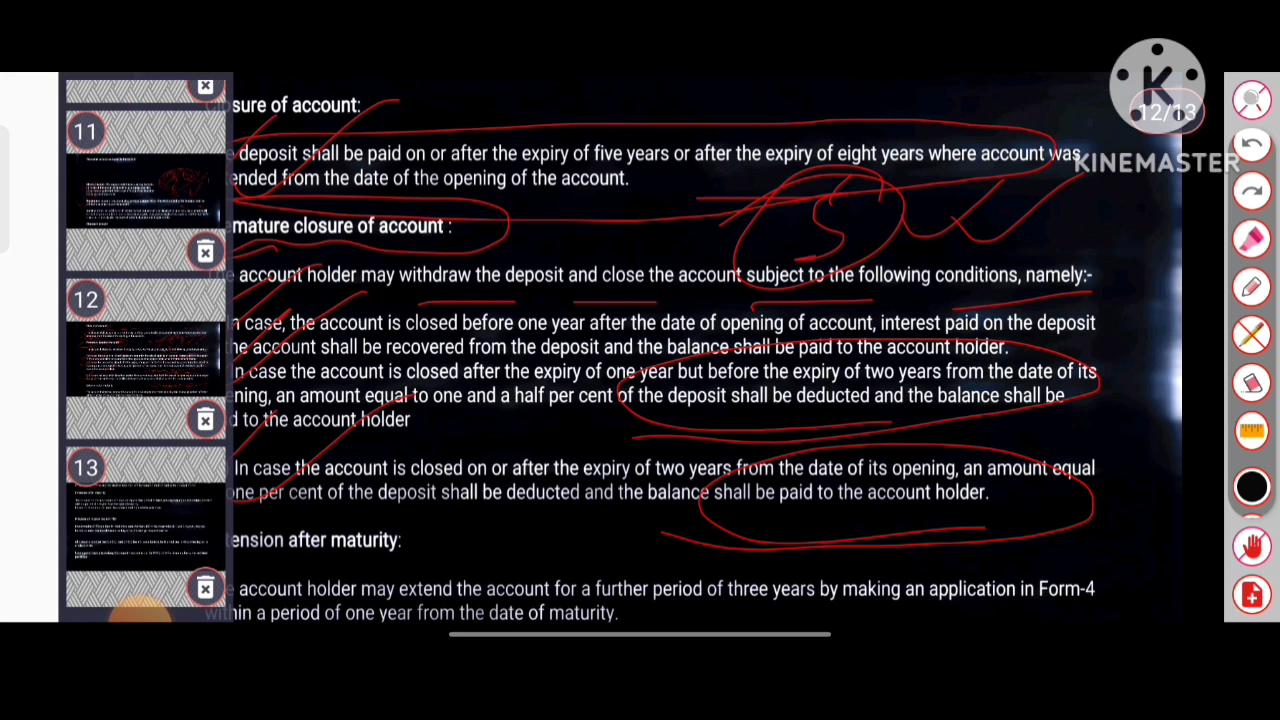 sure of account:
deposit shall be paid on or after the expiry of five years or after the expiry of eight years where account was
ended from the date of the opening of the account.
mature closure of account :
account holder may withdraw the deposit and close the account subject to the following conditions, namely:-
n case, the account is closed before one year after the date of opening of account, interest paid on the deposit
he account shall be recovered from the deposit and the balance shall be paid to the account holder.
In case the account is closed after the expiry of one year but before the expiry of two years from the date of its
ening, an amount equal to one and a half per cent of the deposit shall be deducted and the balance shall be
d to the account holder
In case the account is closed on or after the expiry of two years from the date of its opening, an amount equal
one per cent of the deposit shall be deducted and the balance shall be paid to the account holder.
tension after maturity:
account holder may extend the account for a further period of three years by making an application in Form-4
within a period of one year from the date of maturity.
5
11
12
13
12/13
K
KINEMASTER